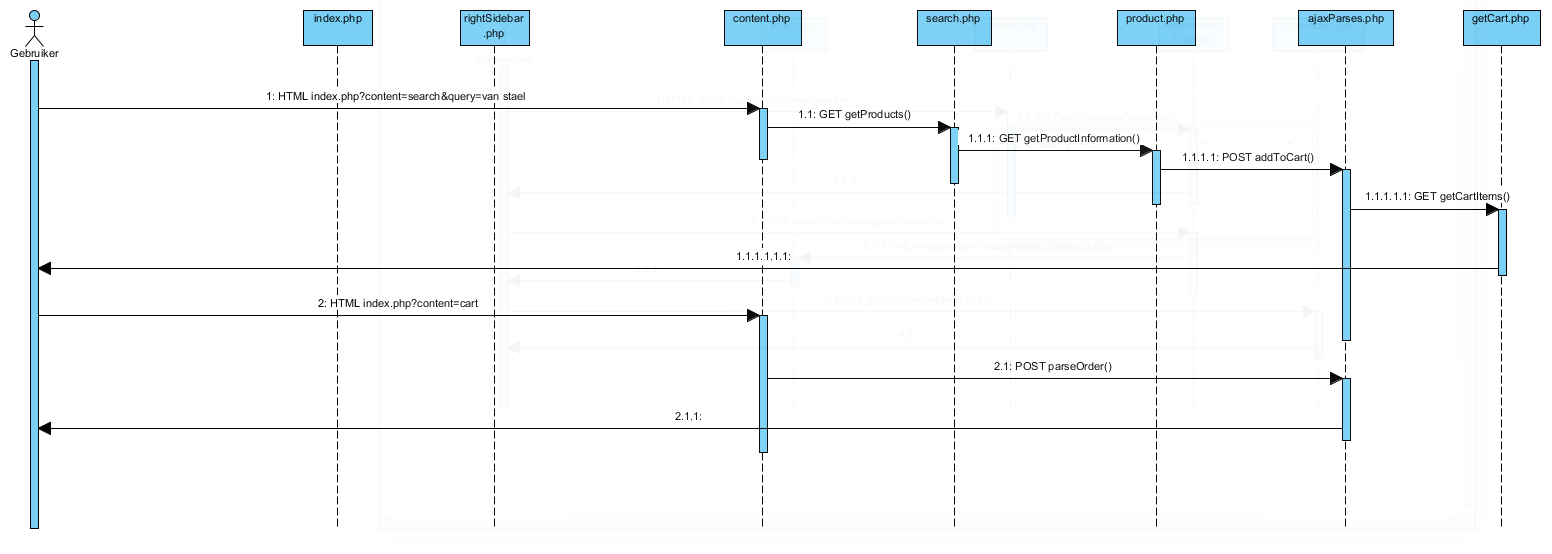 index.php
rightSidebar
.php
content.php
search.php
product.php
ajaxParses.php
getCart.php
Gebruiker
1: HTML index.php?content=search&query=van stael
1.1: GET getProducts()
1.1.1: GET getProductInformation()
1.1.1.1: POST addToCart()
1.1.1.1.1: GET getCartItems()
1.1.1.1.1.1:
2: HTML index.php?content=cart
2.1: POST parseOrder()
2.1.1: